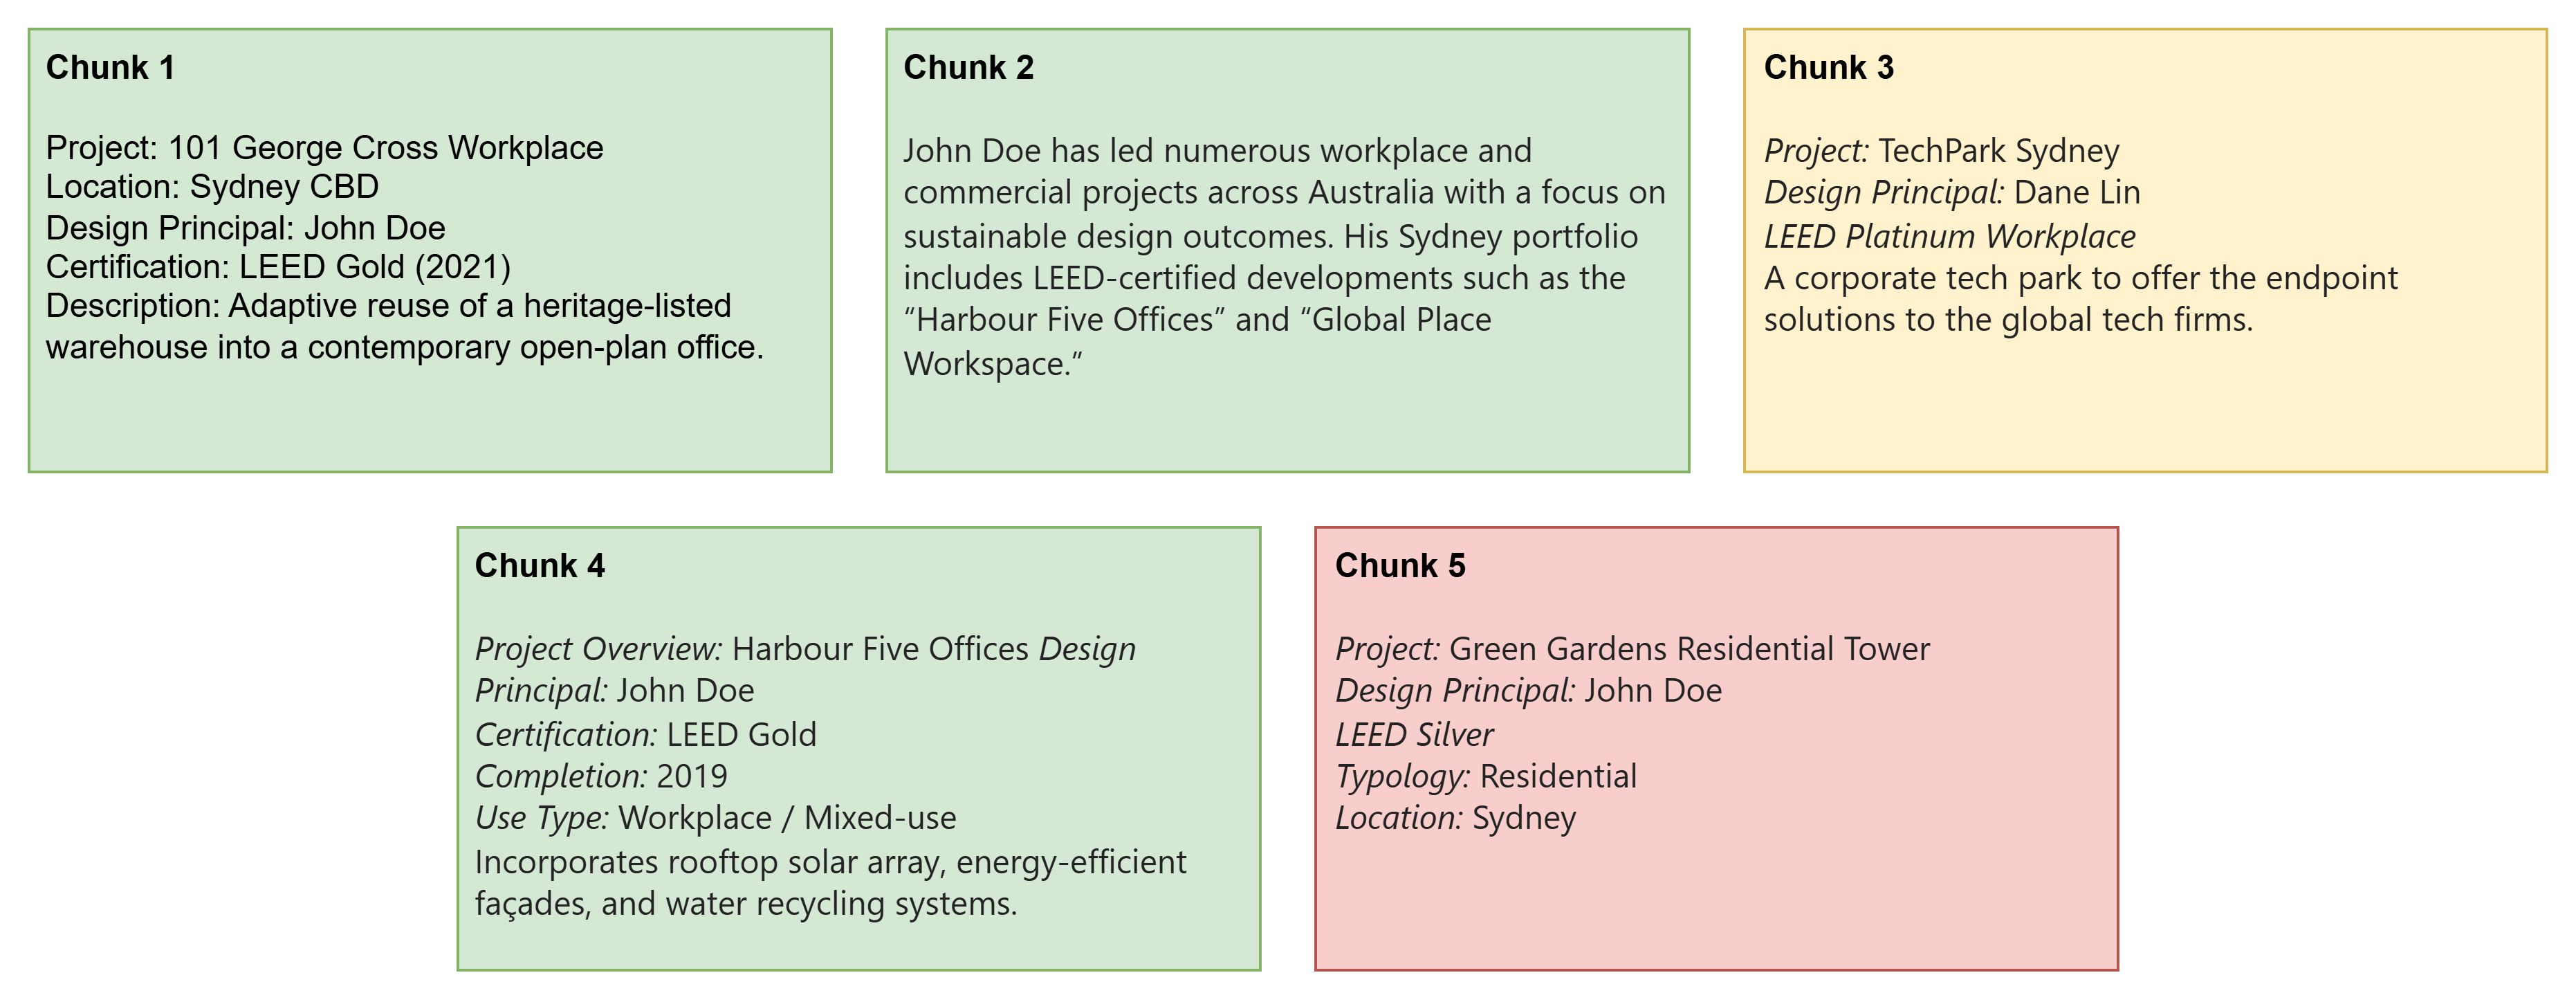 Chunk 1
Project: 101 George Cross Workplace
Location: Sydney CBD
Design Principal: John Doe
Certification: LEED Gold (2021)
Description: Adaptive reuse of a heritage-listed
warehouse into a contemporary open-plan office.
Chunk 2
John Doe has led numerous workplace and
commercial projects across Australia with a focus on
sustainable design outcomes. His Sydney portfolio
includes LEED-certified developments such as the
“Harbour Five Offices” and “Global Place
Workspace.”
Chunk 3
Project: TechPark Sydney
Design Principal: Dane Lin
LEED Platinum Workplace
A corporate tech park to offer the endpoint
solutions to the global tech firms.
Chunk 4
Project Overview: Harbour Five Offices Design
Principal: John Doe
Certification: LEED Gold
Completion: 2019
Use Type: Workplace / Mixed-use
Incorporates rooftop solar array, energy-efficient
façades, and water recycling systems.
Chunk 5
Project: Green Gardens Residential Tower
Design Principal: John Doe
LEED Silver
Typology: Residential
Location: Sydney